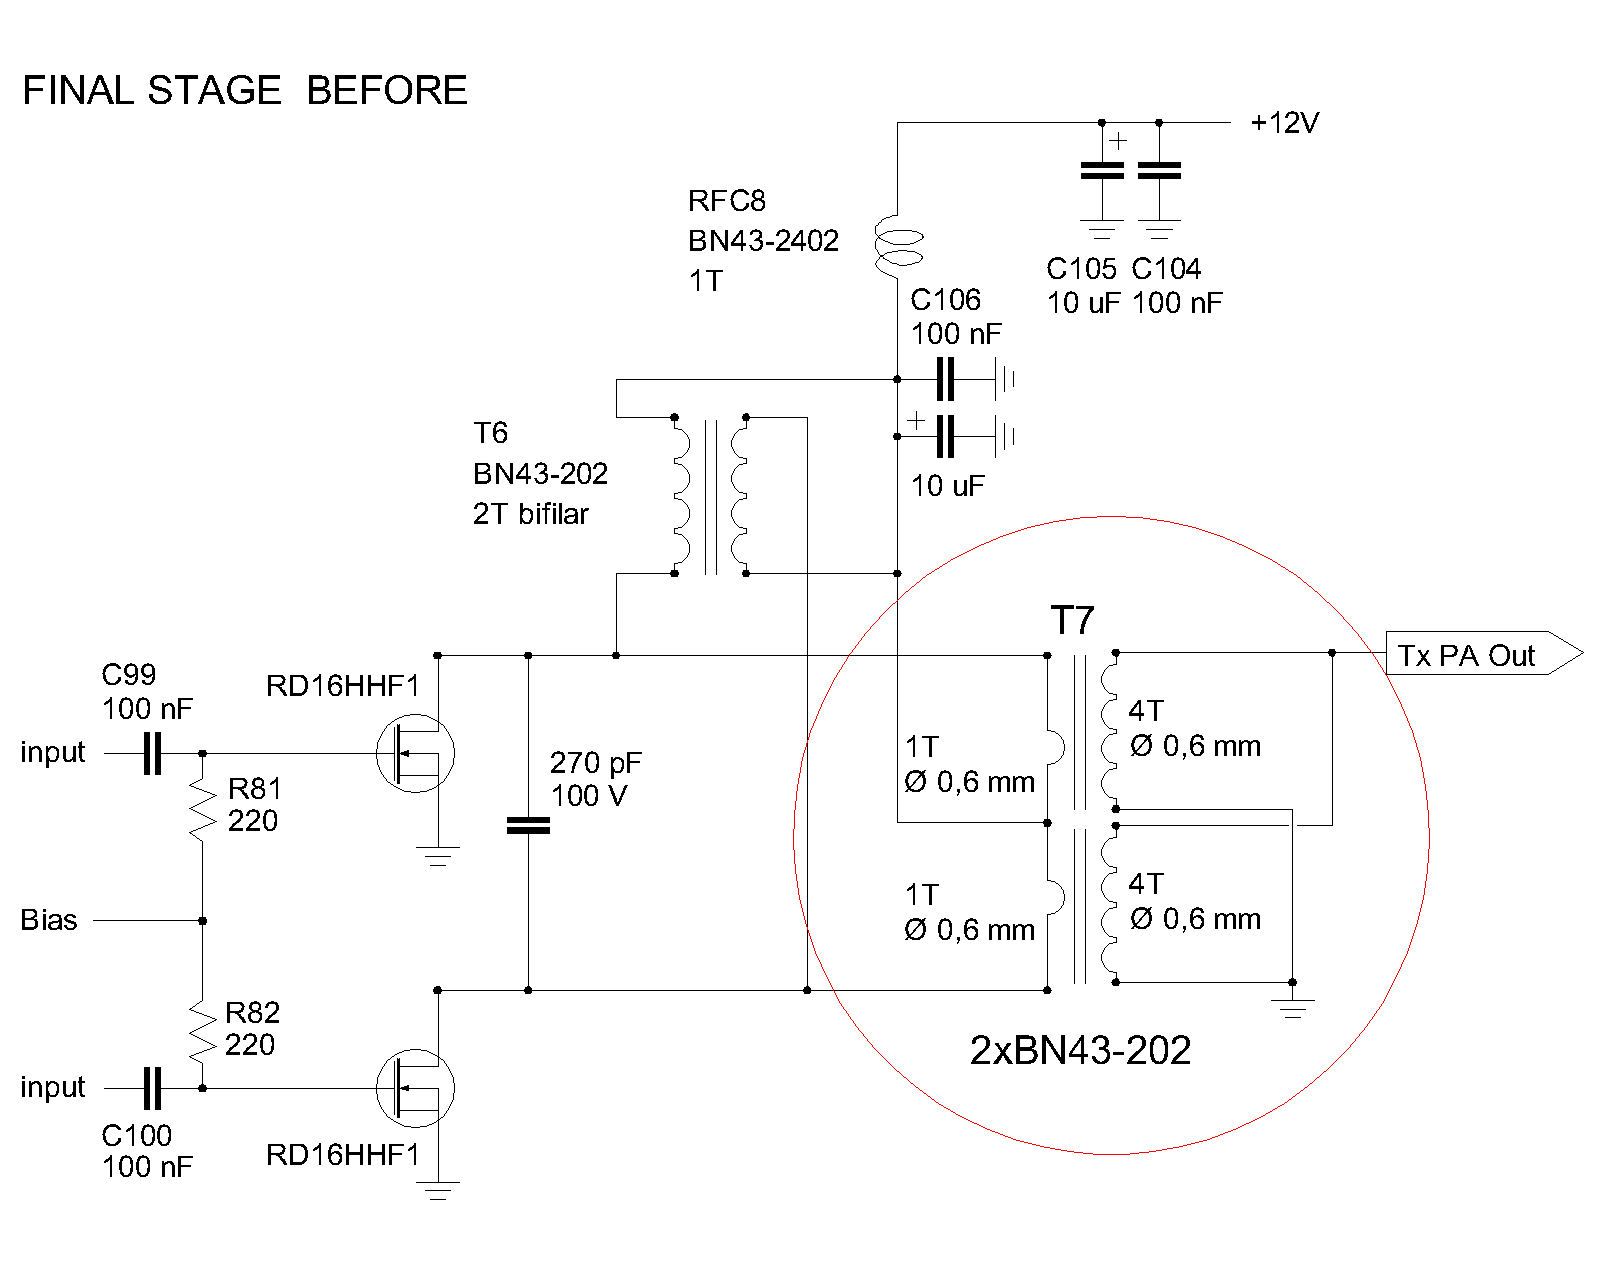 FINAL STAGE BEFORE
+12V
+
RFC8
BN43-2402
1T
C105
10 uF
C104
100 nF
C106
100 nF
+
10 uF
T6
BN43-202
2T bifilar
T7
Tx PA Out
C99
100 nF
RD16HHF1
input
R81
220
270 pF
100 V
1T
Ø 0,6 mm
4T
Ø 0,6 mm
Bias
1T
Ø 0,6 mm
4T
Ø 0,6 mm
R82
220
2xBN43-202
input
C100
100 nF
RD16HHF1